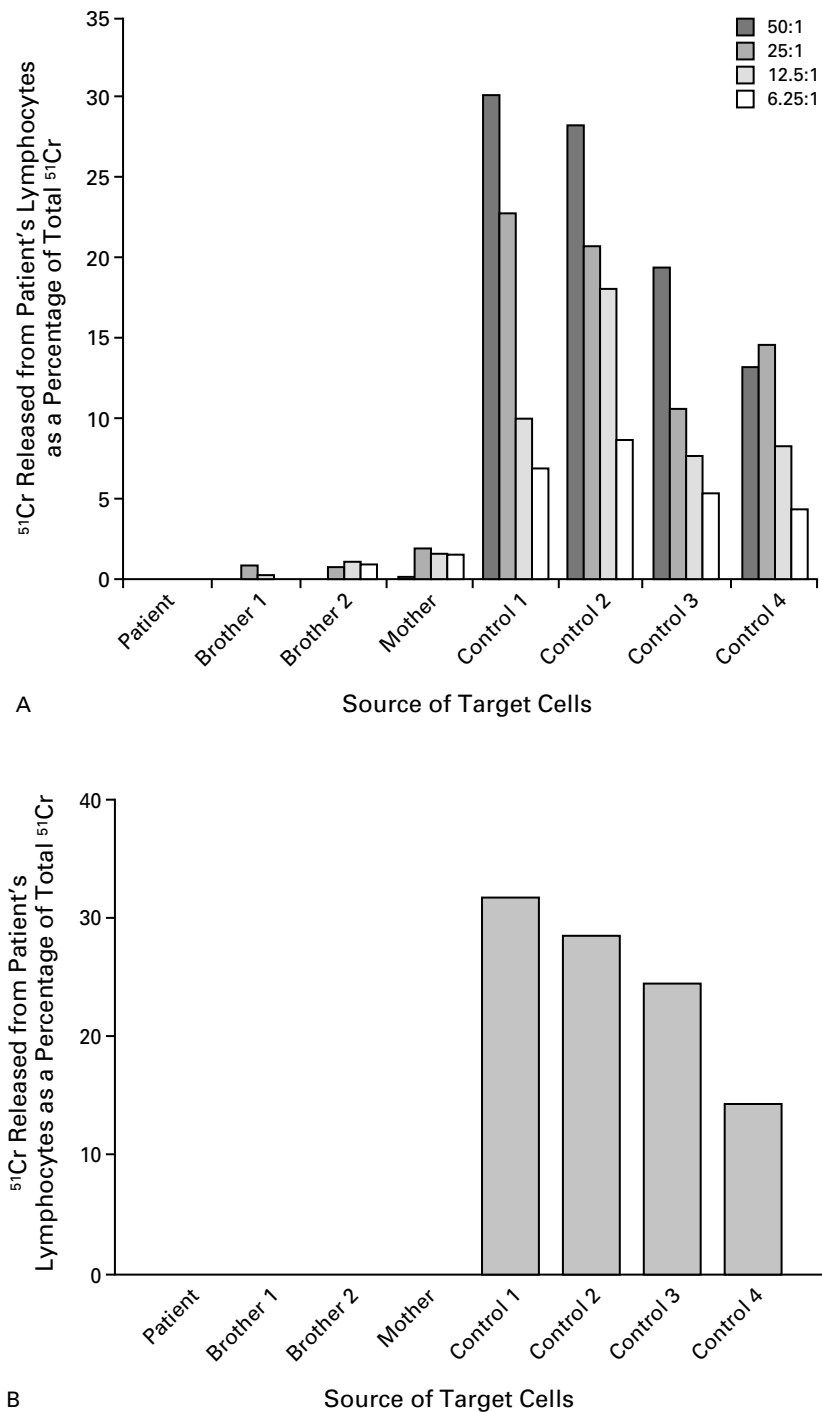 35
30
25
20
15
10
5
0
⁵¹Cr Released from Patient's Lymphocytes
as a Percentage of Total ⁵¹Cr
50:1
25:1
12.5:1
6.25:1
Patient
Brother 1
Brother 2
Mother
Control 1
Control 2
Control 3
Control 4
A
Source of Target Cells
40
30
20
10
0
⁵¹Cr Released from Patient's
Lymphocytes as a Percentage of Total ⁵¹Cr
Patient
Brother 1
Brother 2
Mother
Control 1
Control 2
Control 3
Control 4
B
Source of Target Cells